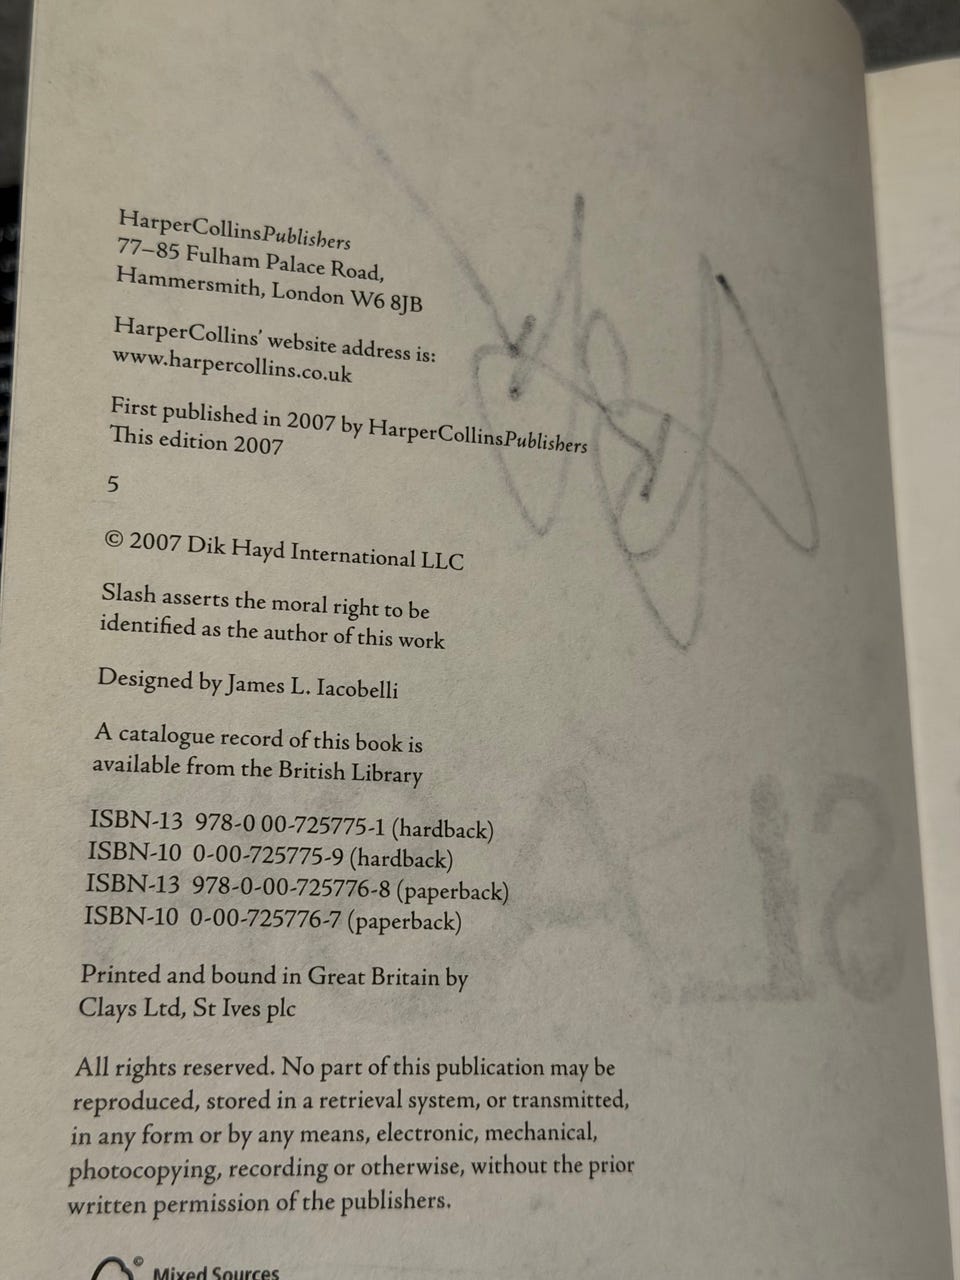 HarperCollinsPublishers
77–85 Fulham Palace Road,
Hammersmith, London W6 8JB
HarperCollins’ website address is:
www.harpercollins.co.uk
First published in 2007 by HarperCollinsPublishers
This edition 2007
5
© 2007 Dik Hayd International LLC
Slash asserts the moral right to be
identified as the author of this work
Designed by James L. Iacobelli
A catalogue record of this book is
available from the British Library
ISBN-13 978-0 00-725775-1 (hardback)
ISBN-10 0-00-725775-9 (hardback)
ISBN-13 978-0-00-725776-8 (paperback)
ISBN-10 0-00-725776-7 (paperback)
Printed and bound in Great Britain by
Clays Ltd, St Ives plc
All rights reserved. No part of this publication may be
reproduced, stored in a retrieval system, or transmitted,
in any form or by any means, electronic, mechanical,
photocopying, recording or otherwise, without the prior
written permission of the publishers.
© Mixed Sources